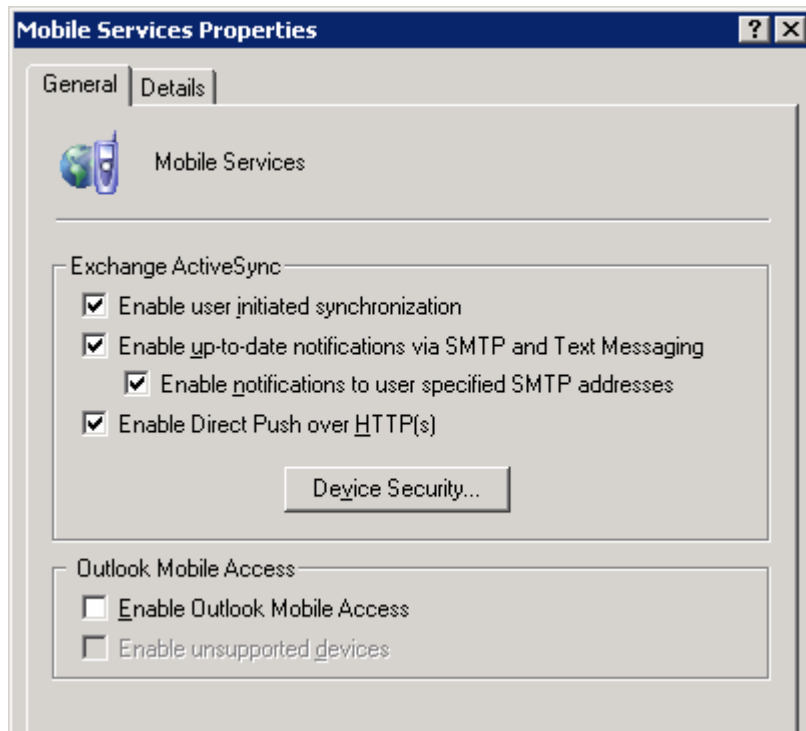 Mobile Services Properties
General
Details
Mobile Services
Exchange ActiveSync
Enable user initiated synchronization
Enable up-to-date notifications via SMTP and Text Messaging
Enable notifications to user specified SMTP addresses
Enable Direct Push over HTTP(s)
Device Security...
Outlook Mobile Access
Enable Outlook Mobile Access
Enable unsupported devices